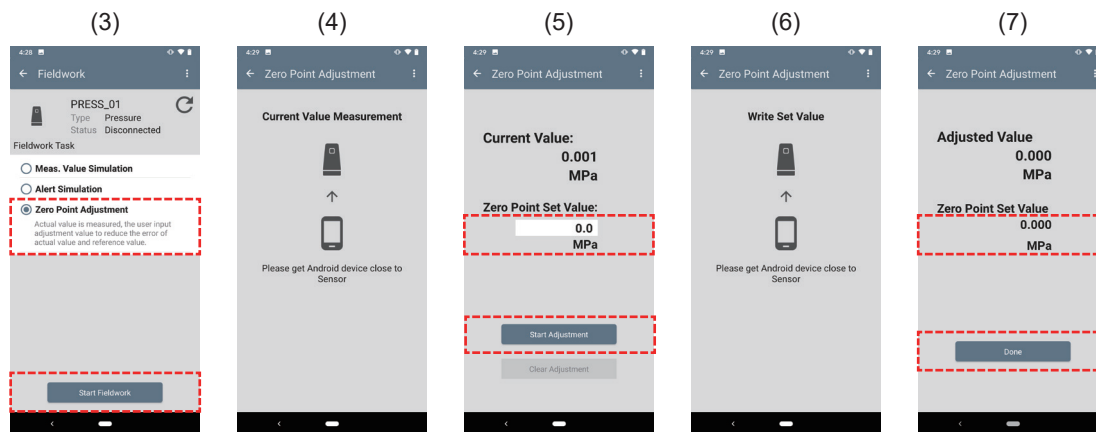 (3)
4:28
Fieldwork
PRESS_01
Type Pressure
Status Disconnected
Fieldwork Task
Meas. Value Simulation
Alert Simulation
Zero Point Adjustment
Actual value is measured, the user input
adjustment value to reduce the error of
actual value and reference value.
Start Fieldwork
(4)
4:29
Zero Point Adjustment
Current Value Measurement
Please get Android device close to
Sensor
(5)
4:29
Zero Point Adjustment
Current Value:
0.001
MPa
Zero Point Set Value:
0.0
MPa
Start Adjustment
Clear Adjustment
(6)
4:29
Zero Point Adjustment
Write Set Value
Please get Android device close to
Sensor
(7)
4:29
Zero Point Adjustment
Adjusted Value
0.000
MPa
Zero Point Set Value
0.000
MPa
Done